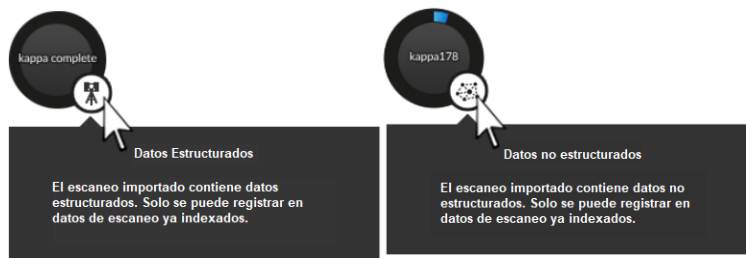 kappa complete
Datos Estructurados
El escaneo importado contiene datos
estructurados. Solo se puede registrar en
datos de escaneo ya indexados.
kappa178
Datos no estructurados
El escaneo importado contiene datos no
estructurados. Solo se puede registrar en
datos de escaneo ya indexados.